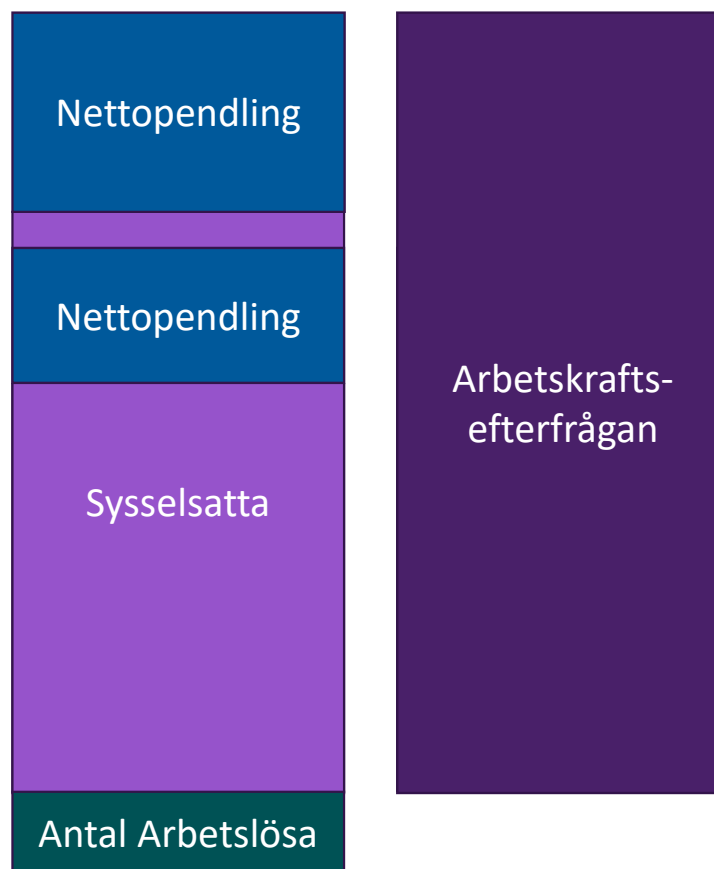 Nettopendling
Nettopendling
Sysselsatta
Antal Arbetslösa
Arbetskrafts-
efterfrågan